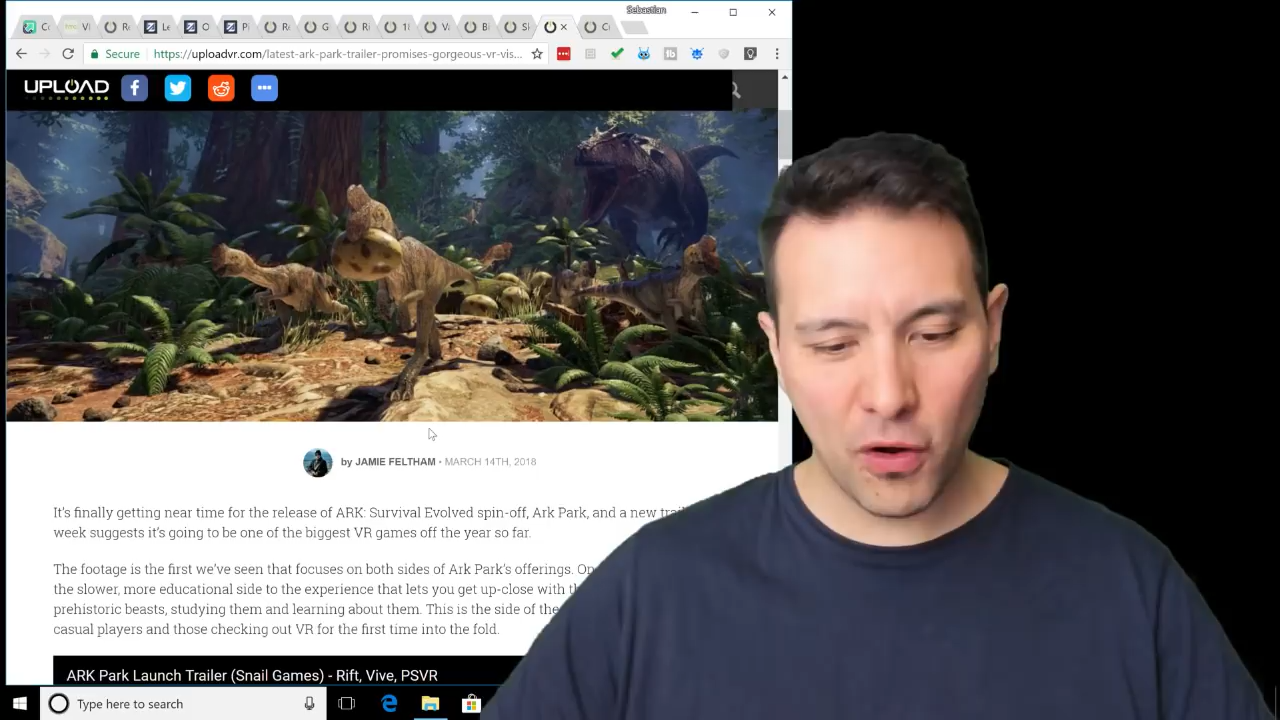 Sebastian
Secure https://uploadvr.com/latest-ark-park-trailer-promises-gorgeous-vr-vis...
UPLOAD
by JAMIE FELTHAM - MARCH 14TH, 2018
It's finally getting near time for the release of ARK: Survival Evolved spin-off, Ark Park, and a new
week suggests it's going to be one of the biggest VR games off the year so far.
The footage is the first we've seen that focuses on both sides of Ark Park's offerings.
the slower, more educational side to the experience that lets you get up-close with
prehistoric beasts, studying them and learning about them. This is the side of the
casual players and those checking out VR for the first time into the fold.
ARK Park Launch Trailer (Snail Games) - Rift, Vive, PSVR
Type here to search